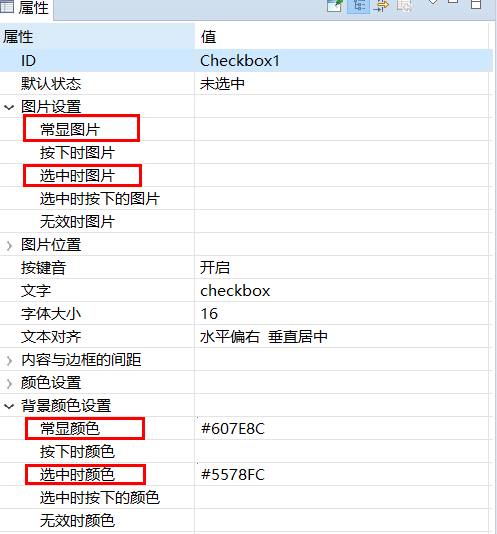 属性
属性 值
ID Checkbox1
默认状态 未选中
图片设置
常显图片
按下时图片
选中时图片
选中时按下的图片
无效时图片
图片位置
按键音 开启
文字 checkbox
字体大小 16
文本对齐 水平偏右 垂直居中
内容与边框的间距
颜色设置
背景颜色设置
常显颜色 #607E8C
按下时颜色
选中时颜色 #5578FC
选中时按下的颜色
无效时颜色